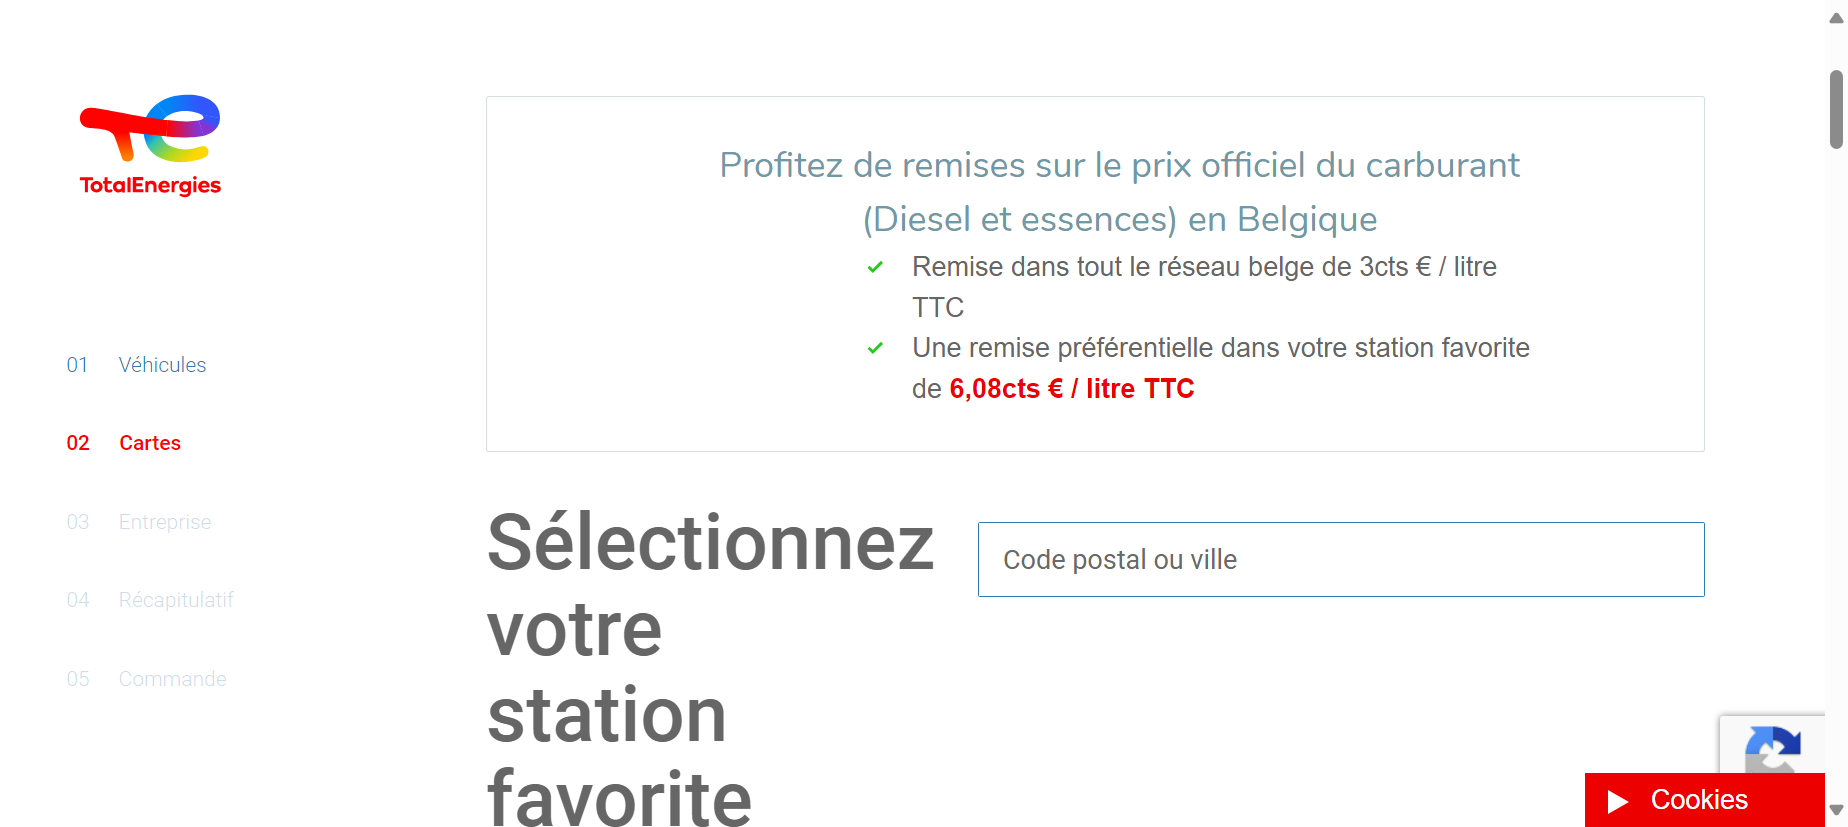 TotalEnergies
01 Véhicules
02 Cartes
03 Entreprise
04 Récapitulatif
05 Commande
Profitez de remises sur le prix officiel du carburant
(Diesel et essences) en Belgique
Remise dans tout le réseau belge de 3cts € / litre
TTC
Une remise préférentielle dans votre station favorite
de 6,08cts € / litre TTC
Sélectionnez
votre
station
favorite
Code postal ou ville
Cookies